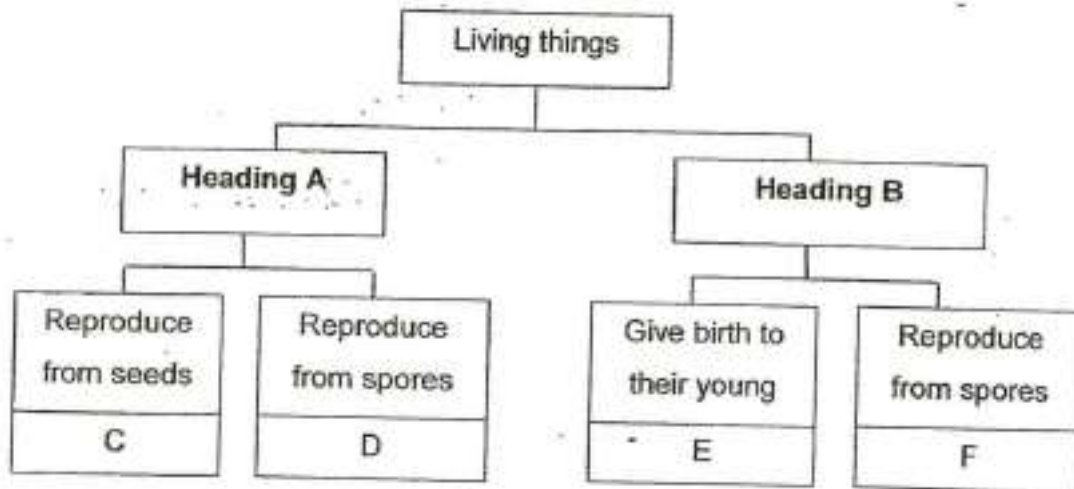 Living things
Heading A
Heading B
Reproduce
from seeds
C
Reproduce
from spores
D
Give birth to
their young
E
Reproduce
from spores
F